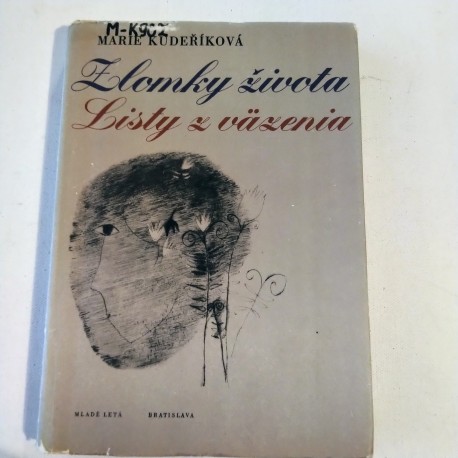 M-K902
MARIE KUDEŘÍKOVÁ
Zlomky života
Listy z väzenia
MLADÉ LETÁ BRATISLAVA